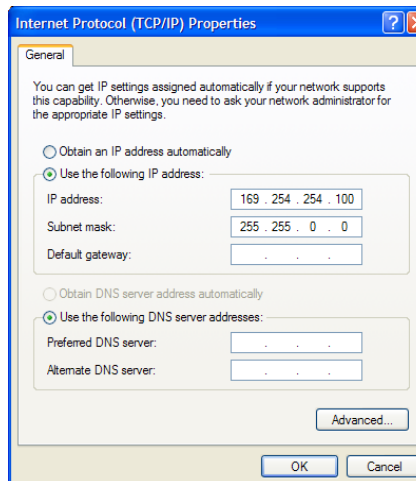 Internet Protocol (TCP/IP) Properties
General
You can get IP settings assigned automatically if your network supports
this capability. Otherwise, you need to ask your network administrator for
the appropriate IP settings.
Obtain an IP address automatically
Use the following IP address:
IP address: 169 . 254 . 254 . 100
Subnet mask: 255 . 255 . 0 . 0
Default gateway: . . .
Obtain DNS server address automatically
Use the following DNS server addresses:
Preferred DNS server: . . .
Alternate DNS server: . . .
Advanced...
OK Cancel